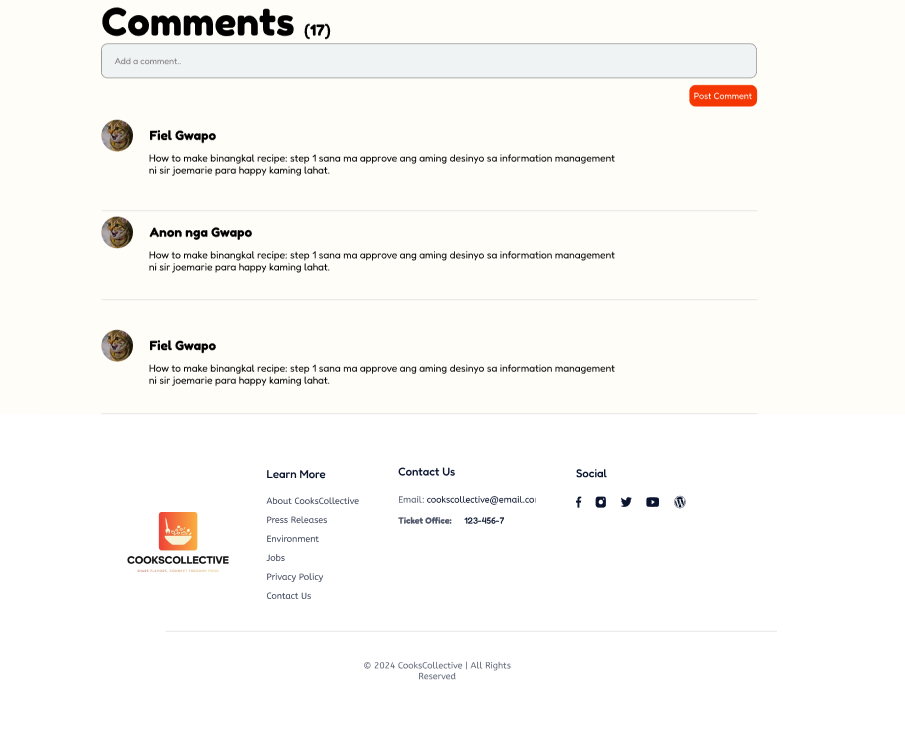 Comments (17)
Add a comment..
Post Comment
Fiel Gwapo
How to make binangkal recipe: step 1 sana ma approve ang aming desinyo sa information management
ni sir joemarie para happy kaming lahat.
Anon nga Gwapo
How to make binangkal recipe: step 1 sana ma approve ang aming desinyo sa information management
ni sir joemarie para happy kaming lahat.
Fiel Gwapo
How to make binangkal recipe: step 1 sana ma approve ang aming desinyo sa information management
ni sir joemarie para happy kaming lahat.
COOKSCOLLECTIVE
Learn More
About CooksCollective
Press Releases
Environment
Jobs
Privacy Policy
Contact Us
Contact Us
Email: cookscollective@email.co
Ticket Office: 123-456-7
Social
© 2024 CooksCollective | All Rights
Reserved